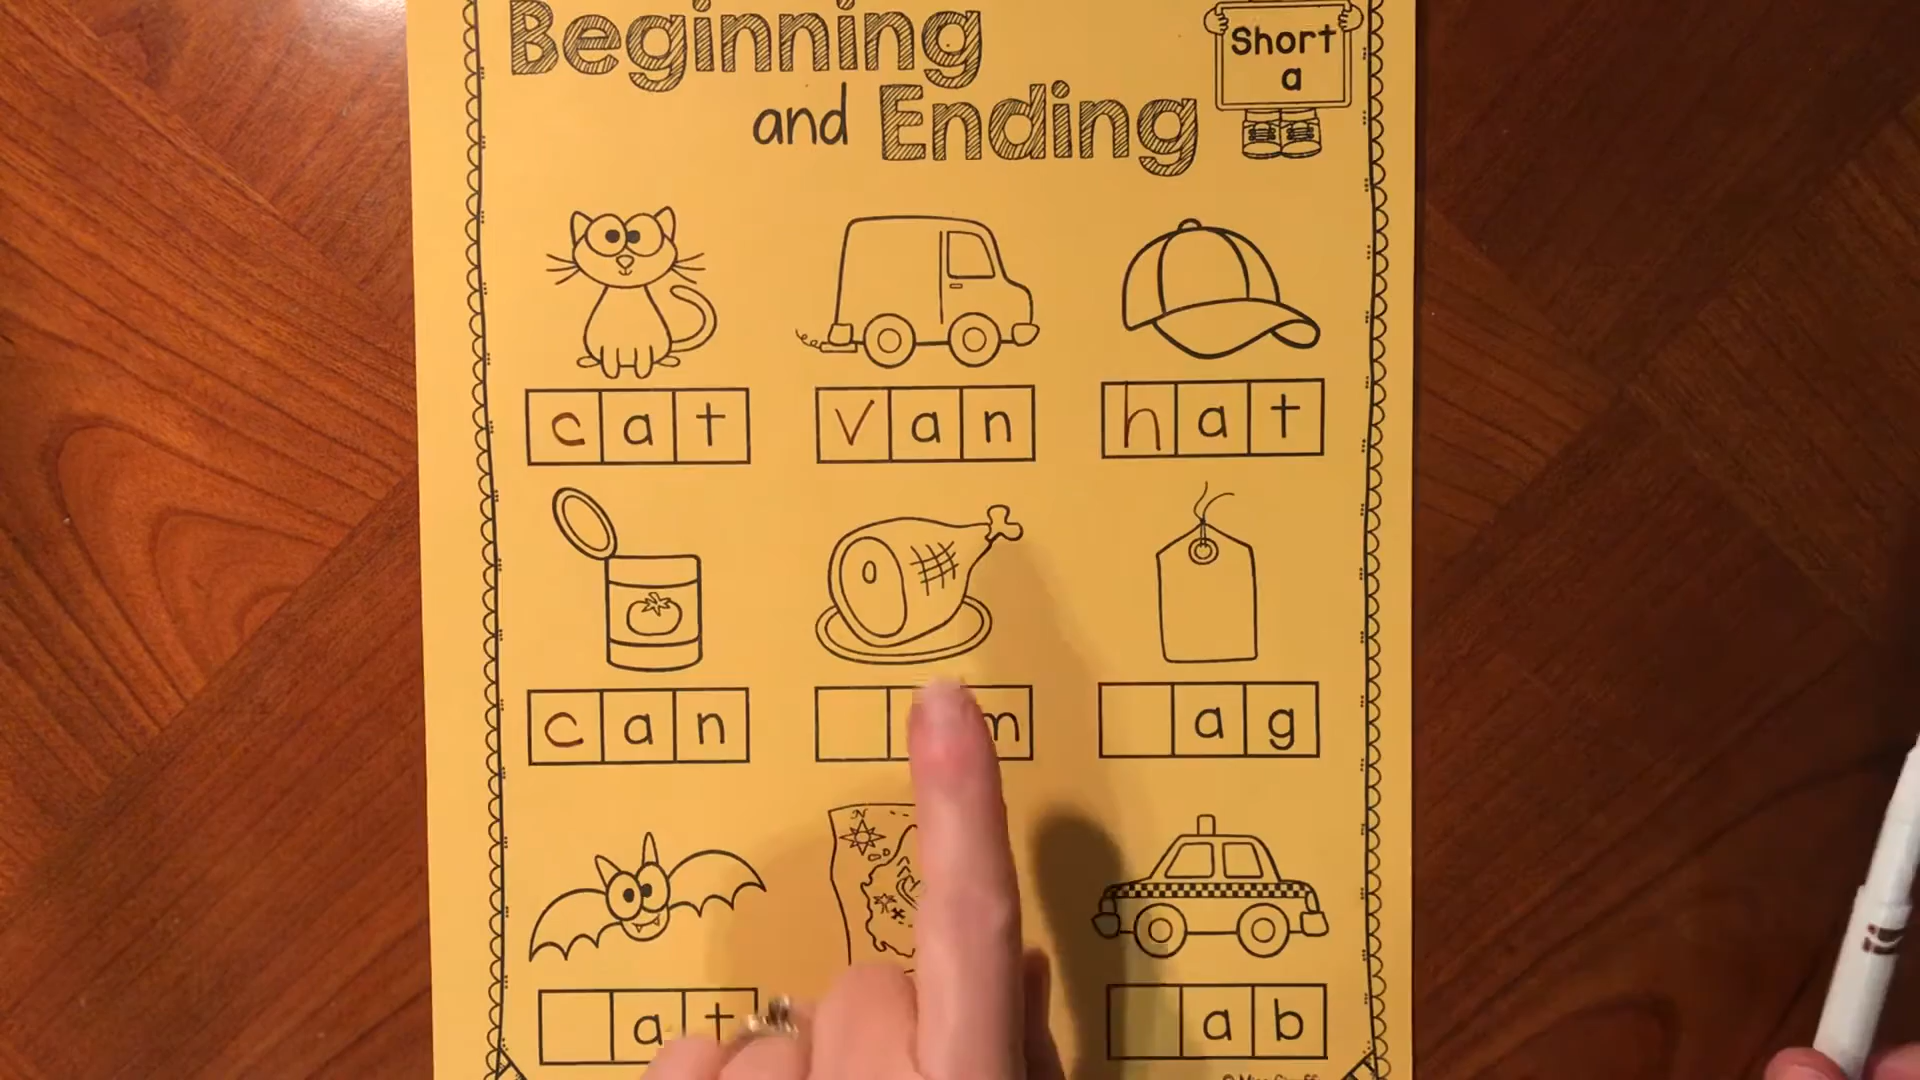 Beginning
and Ending
Short
a
c a t
v a n
h a t
c a n
m
a g
N
a t
a b